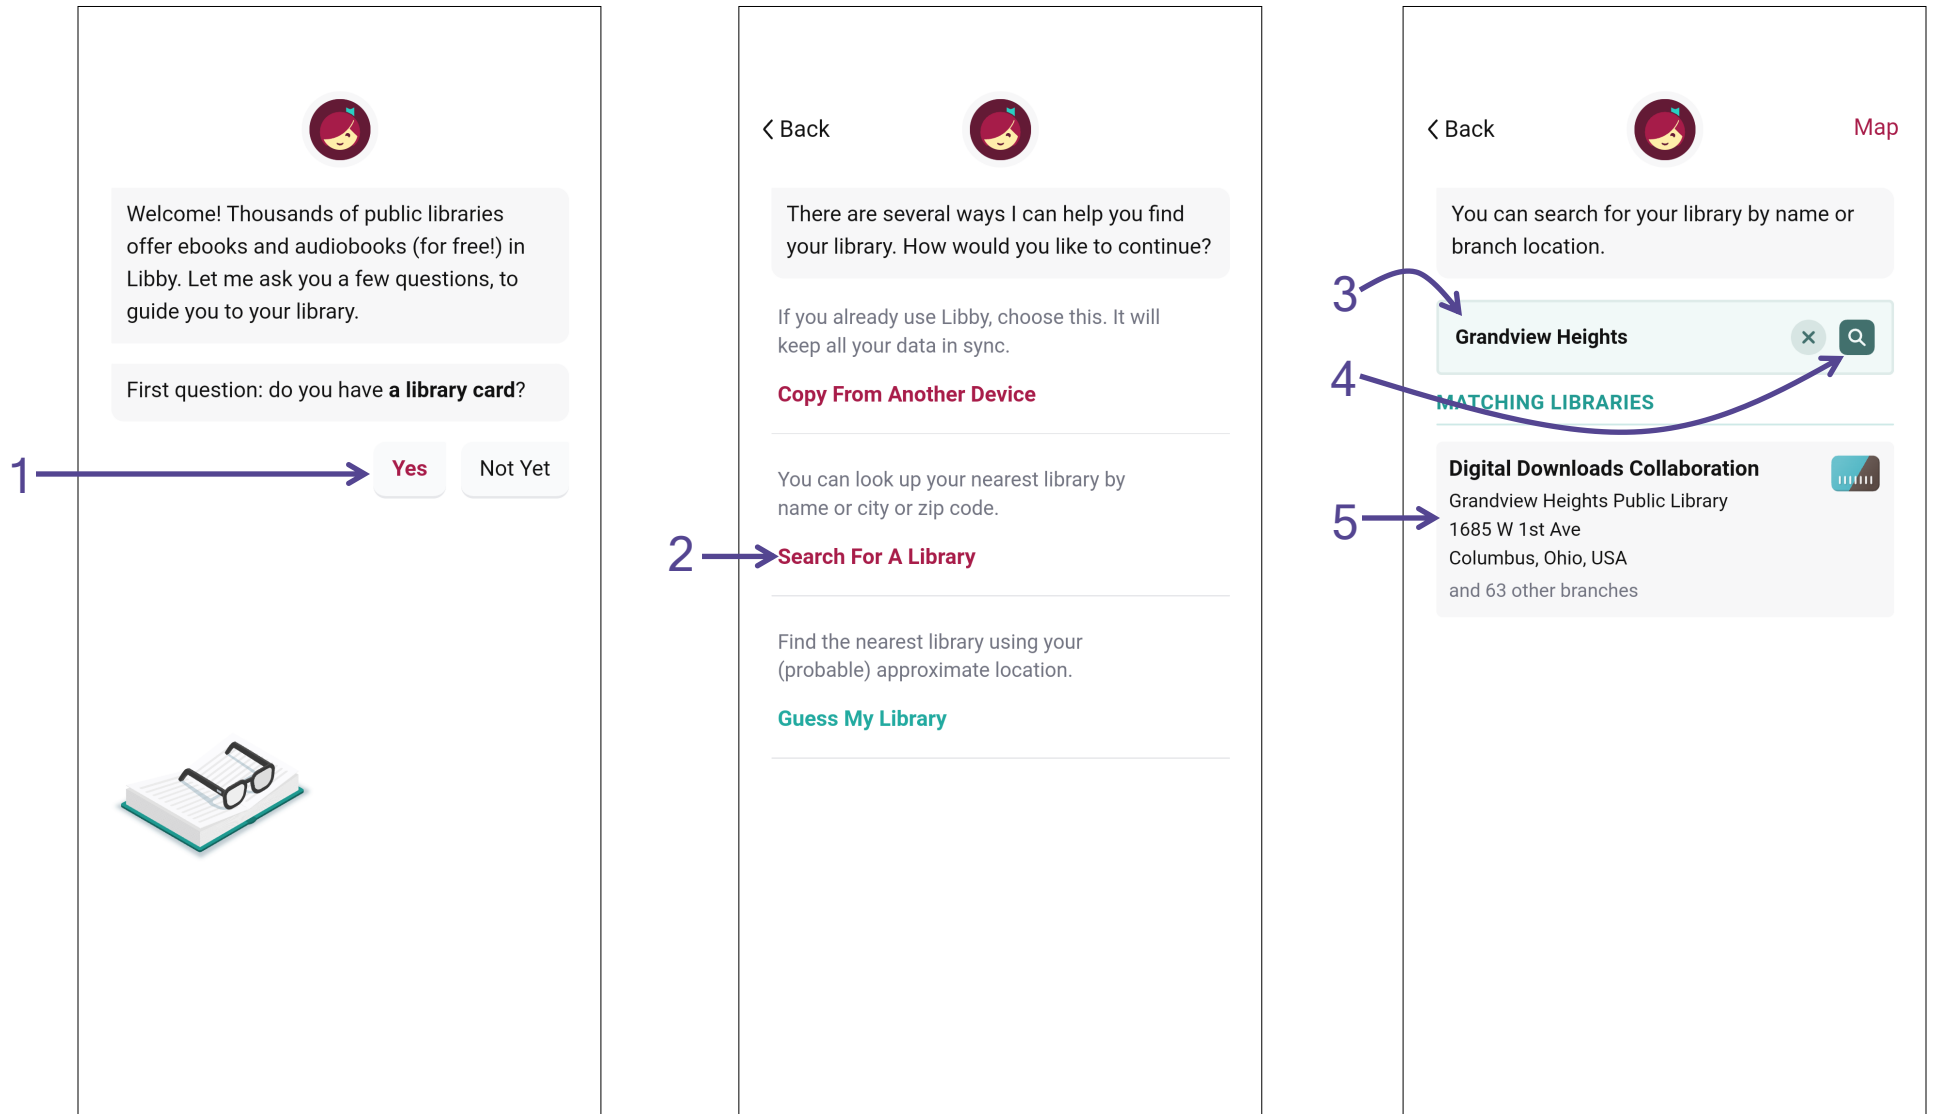 Welcome! Thousands of public libraries
offer ebooks and audiobooks (for free!) in
Libby. Let me ask you a few questions, to
guide you to your library.
First question: do you have a library card?
1
Yes
Not Yet
Back
There are several ways I can help you find
your library. How would you like to continue?
If you already use Libby, choose this. It will
keep all your data in sync.
Copy From Another Device
You can look up your nearest library by
name or city or zip code.
2
Search For A Library
Find the nearest library using your
(probable) approximate location.
Guess My Library
Back
Map
You can search for your library by name or
branch location.
3
Grandview Heights
4
MATCHING LIBRARIES
Digital Downloads Collaboration
Grandview Heights Public Library
5
1685 W 1st Ave
Columbus, Ohio, USA
and 63 other branches